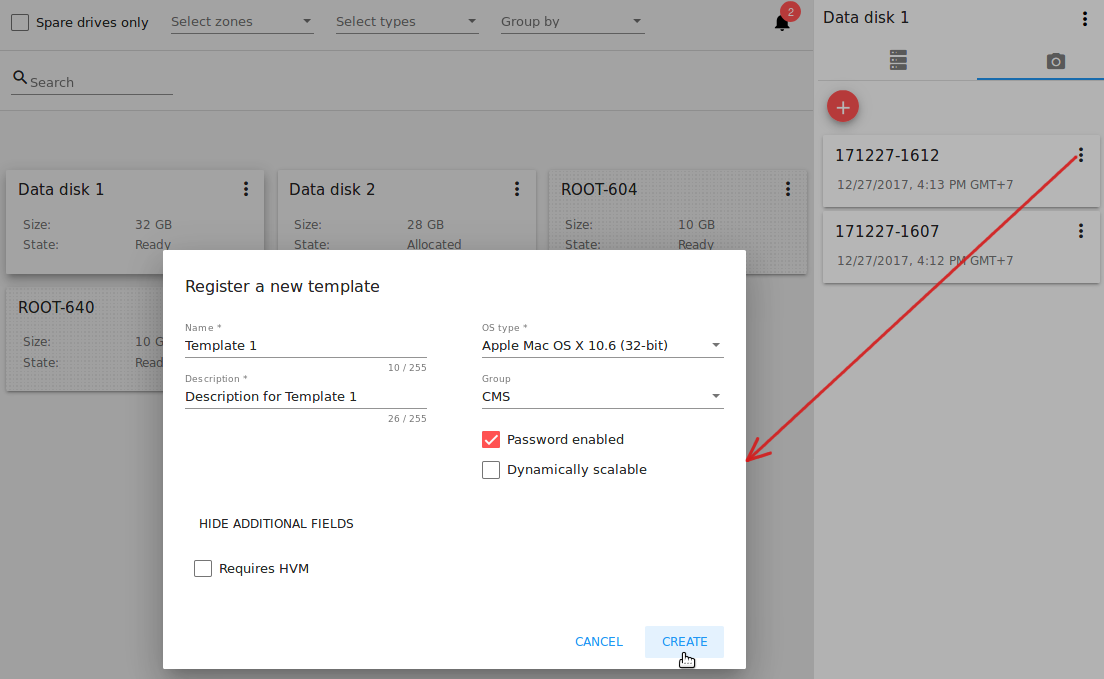 Spare drives only
Select zones
Select types
Group by
2
Search
Data disk 1
Size: 32 GB
State: Ready
Data disk 2
Size: 28 GB
State: Allocated
ROOT-604
Size: 10 GB
State: Ready
ROOT-640
Size: 10 G
State: Read
Register a new template
Name *
Template 1
10 / 255
Description *
Description for Template 1
26 / 255
OS type *
Apple Mac OS X 10.6 (32-bit)
Group
CMS
Password enabled
Dynamically scalable
HIDE ADDITIONAL FIELDS
Requires HVM
CANCEL
CREATE
Data disk 1
171227-1612
12/27/2017, 4:13 PM GMT+7
171227-1607
12/27/2017, 4:12 PM GMT+7